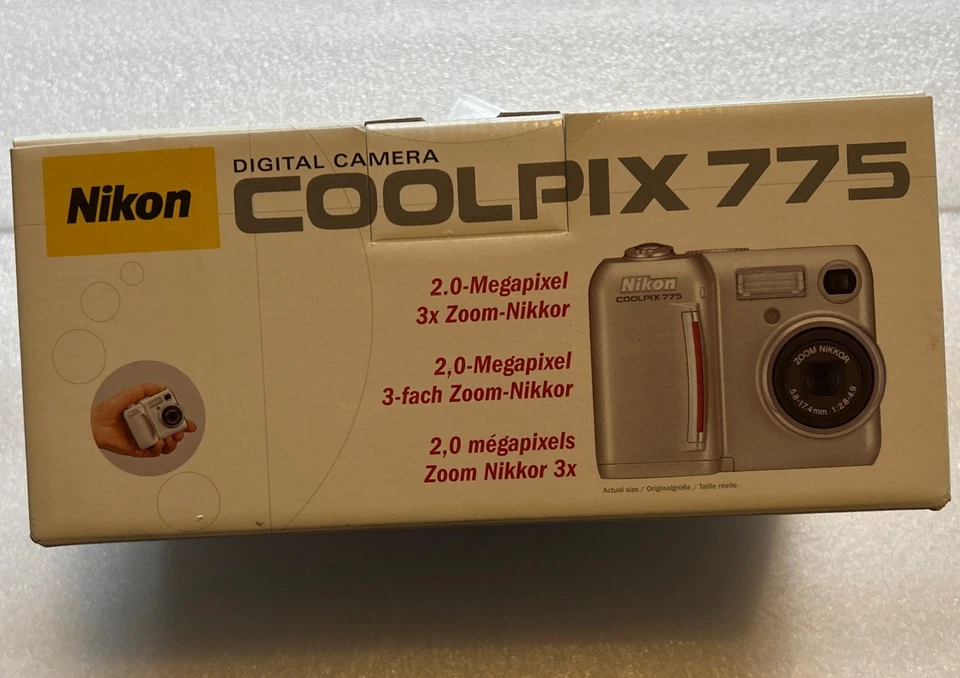 Nikon
DIGITAL CAMERA
COOLPIX 775
2.0-Megapixel
3x Zoom-Nikkor
2,0-Megapixel
3-fach Zoom-Nikkor
2,0 mégapixels
Zoom Nikkor 3x
Nikon
COOLPIX 775
ZOOM NIKKOR
5.8-17.4mm 1:2.8-4.9
Actual size / Originalgröße / Taille réelle